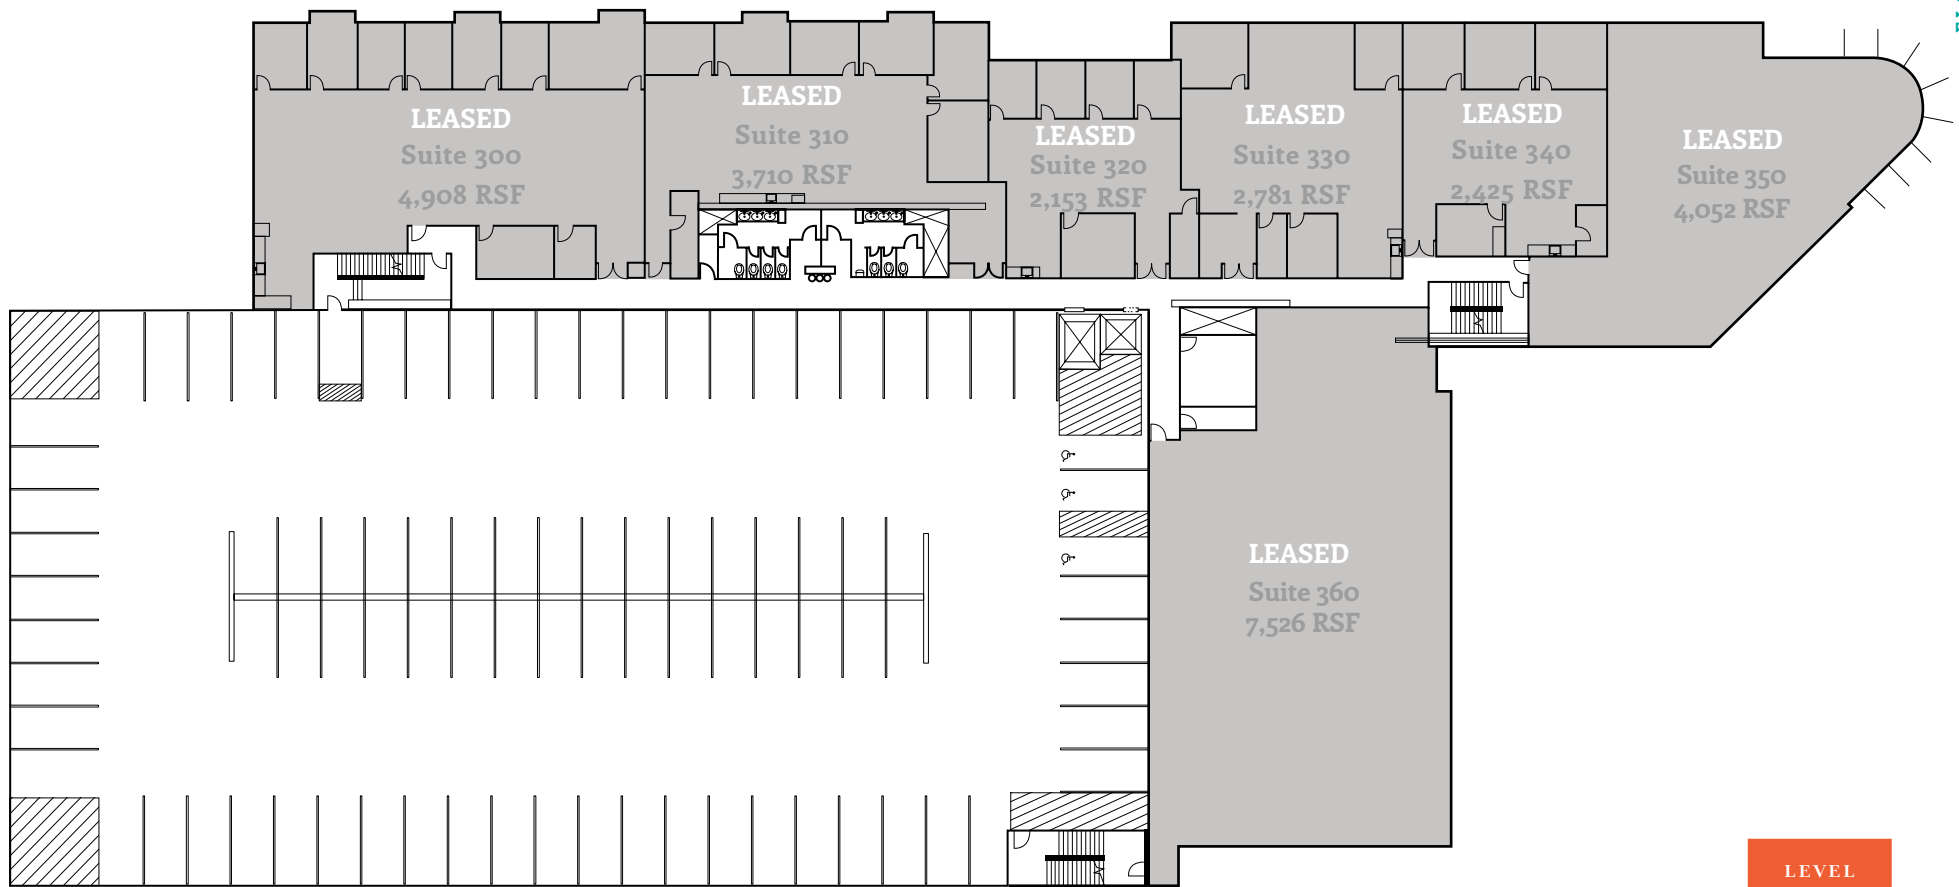 LEASED
Suite 300
4,908 RSF
LEASED
Suite 310
3,710 RSF
LEASED
Suite 320
2,153 RSF
LEASED
Suite 330
2,781 RSF
LEASED
Suite 340
2,425 RSF
LEASED
Suite 350
4,052 RSF
LEASED
Suite 360
7,526 RSF
LEVEL